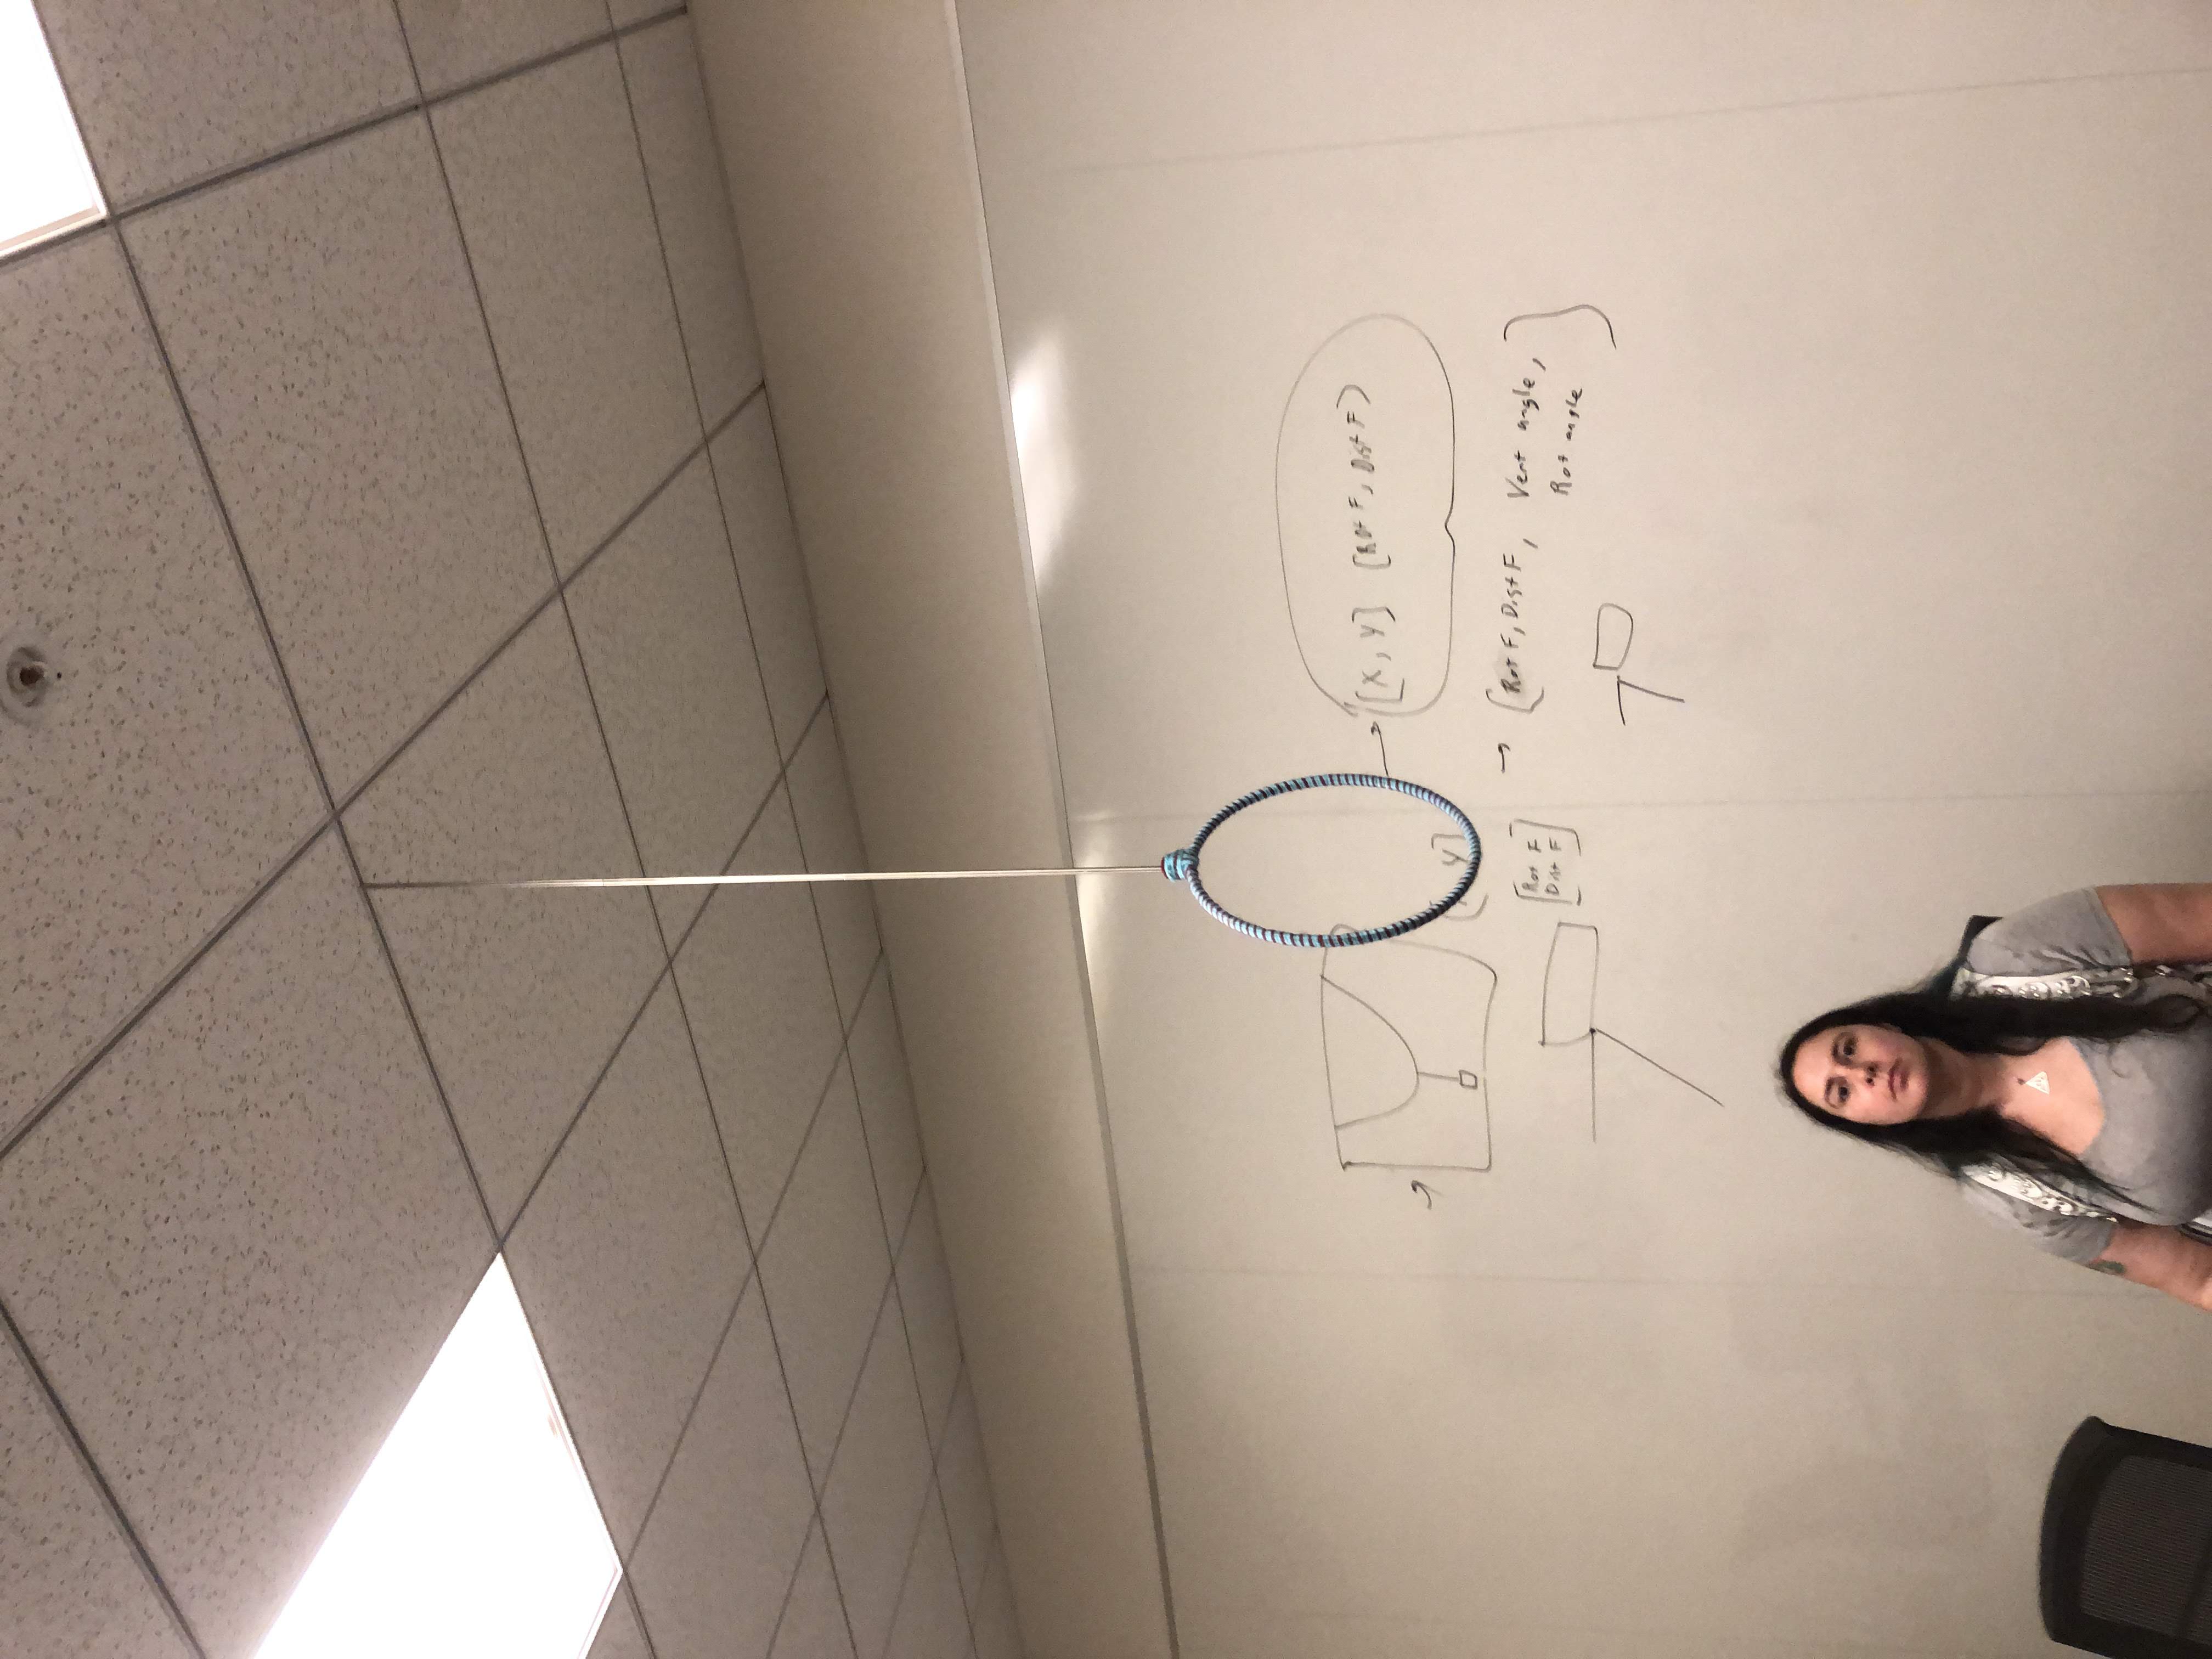 [X, Y] [Rot F, Dist F]
Y]
[Rot F
Dist F]
→ [Rot F, Dist F, Vert angle,
Rot angle]